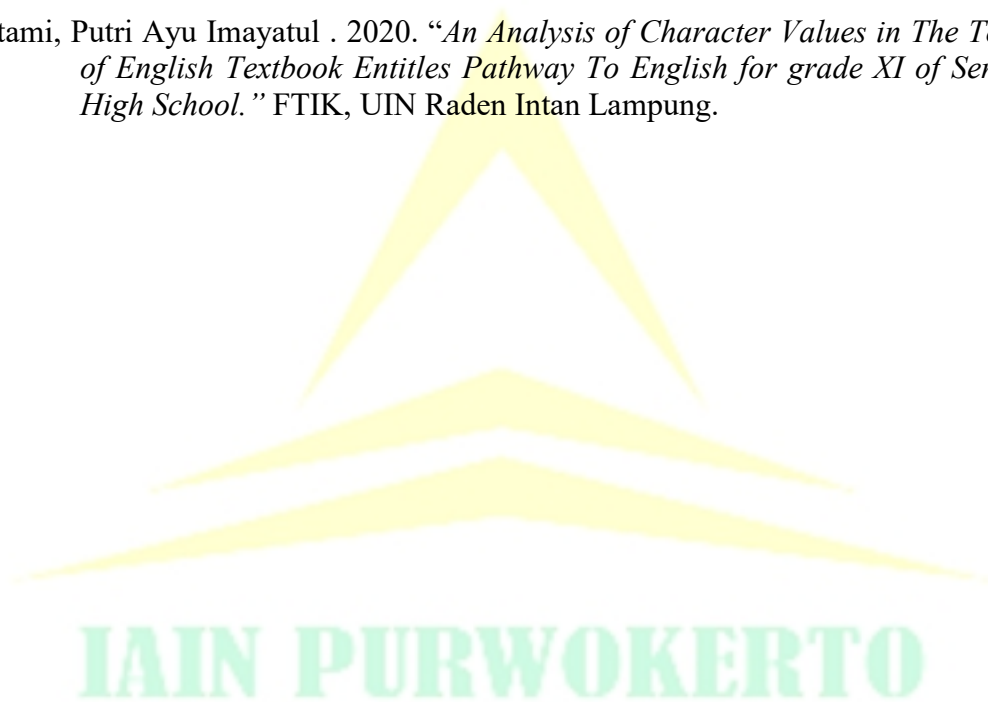 tami, Putri Ayu Imayatul . 2020. “An Analysis of Character Values in The T
of English Textbook Entitles Pathway To English for grade XI of Ser
High School.” FTIK, UIN Raden Intan Lampung.
IAIN PURWOKERTO